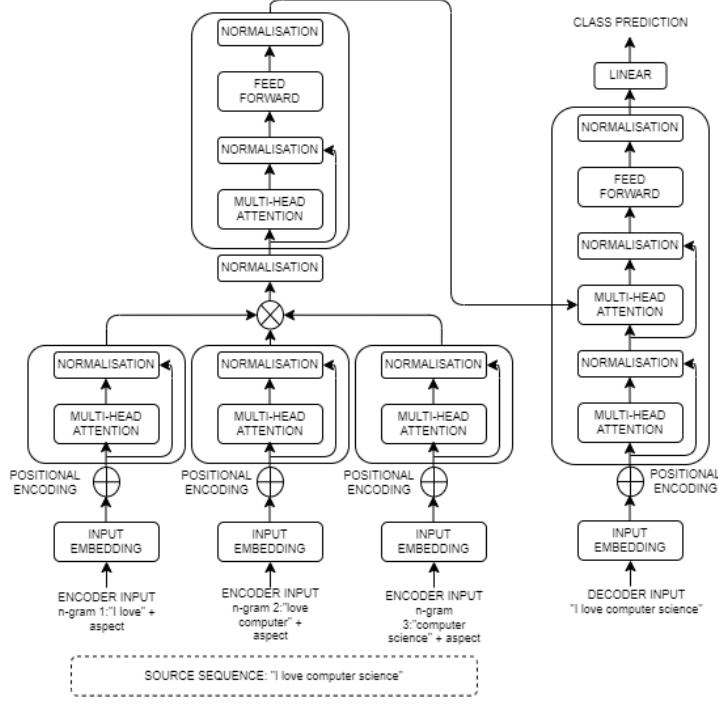 NORMALISATION
FEED
FORWARD
NORMALISATION
MULTI-HEAD
ATTENTION
NORMALISATION
NORMALISATION
MULTI-HEAD
ATTENTION
POSITIONAL
ENCODING
INPUT
EMBEDDING
ENCODER INPUT
n-gram 1:"I love" +
aspect
NORMALISATION
MULTI-HEAD
ATTENTION
POSITIONAL
ENCODING
INPUT
EMBEDDING
ENCODER INPUT
n-gram 2:"love
computer" +
aspect
NORMALISATION
MULTI-HEAD
ATTENTION
POSITIONAL
ENCODING
INPUT
EMBEDDING
ENCODER INPUT
n-gram
3:"computer
science" + aspect
SOURCE SEQUENCE: "I love computer science"
CLASS PREDICTION
LINEAR
NORMALISATION
FEED
FORWARD
NORMALISATION
MULTI-HEAD
ATTENTION
NORMALISATION
MULTI-HEAD
ATTENTION
POSITIONAL
ENCODING
INPUT
EMBEDDING
DECODER INPUT
"I love computer science"